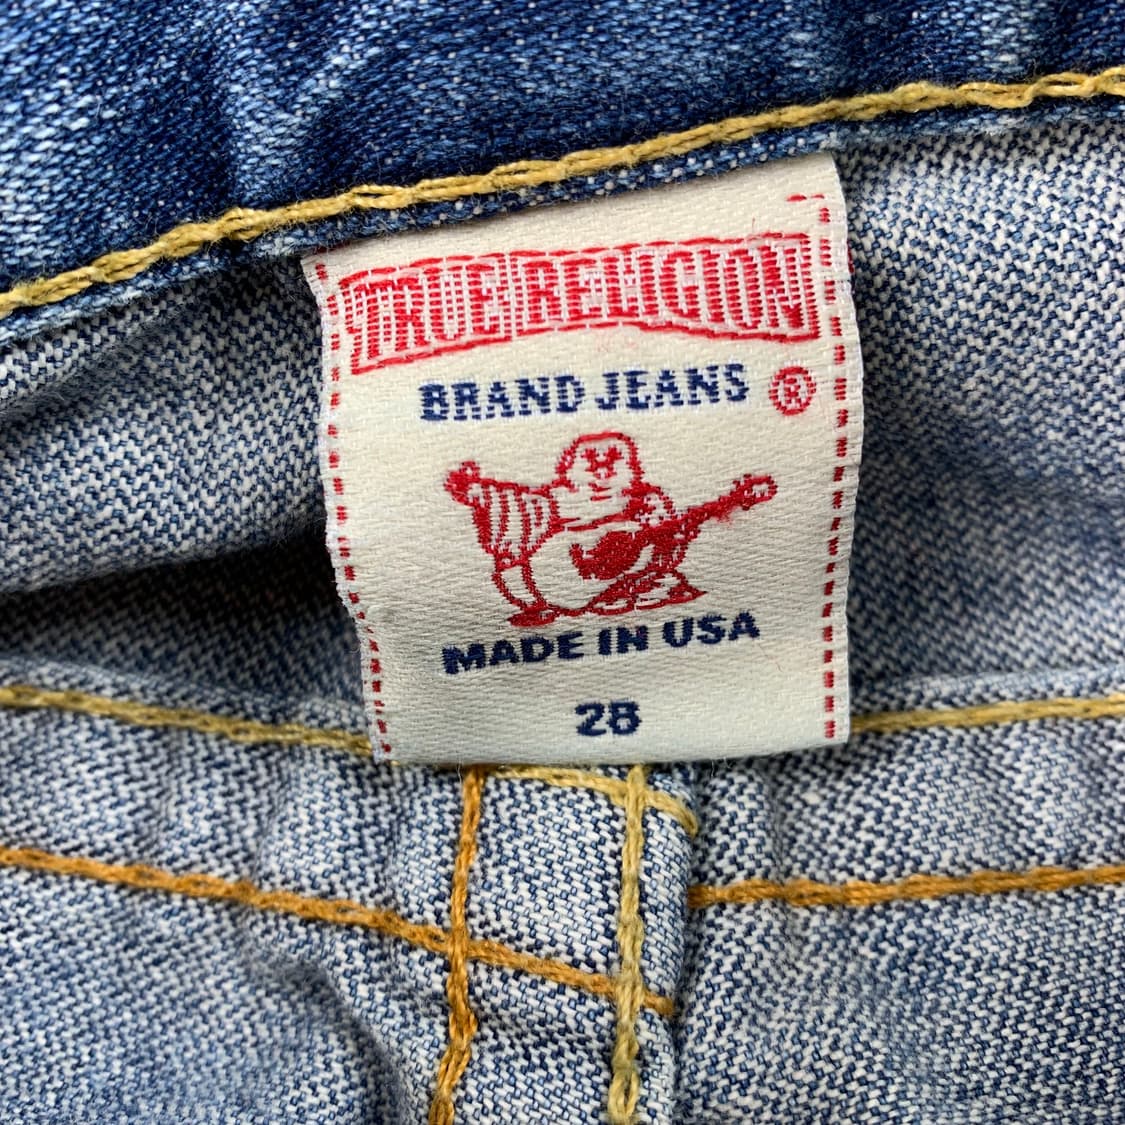 TRUE RELIGION
BRAND JEANS ®
MADE IN USA
28